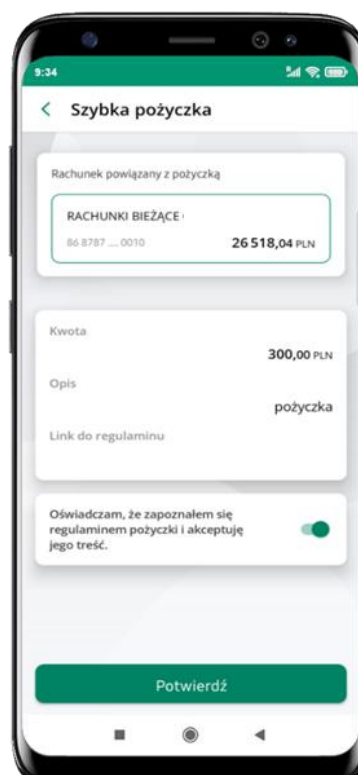 9:34
Szybka pożyczka
Rachunek powiązany z pożyczką
RACHUNKI BIEŻĄCE
86 8787 .... 0010 26 518,04 PLN
Kwota
300,00 PLN
Opis
pożyczka
Link do regulaminu
Oświadczam, że zapoznałem się
regulaminem pożyczki i akceptuję
jego treść.
Potwierdź